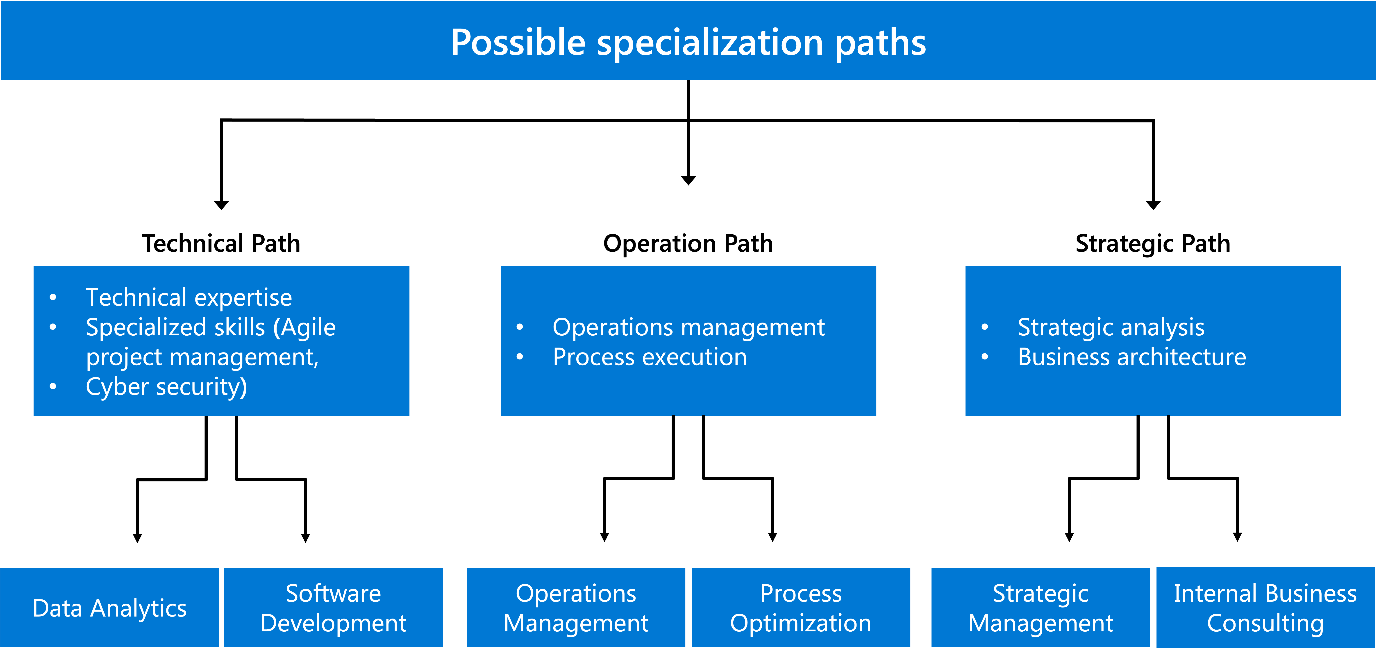 Possible specialization paths
Technical Path
• Technical expertise
• Specialized skills (Agile
project management,
• Cyber security)
Operation Path
• Operations management
• Process execution
Strategic Path
• Strategic analysis
• Business architecture
Data Analytics
Software
Development
Operations
Management
Process
Optimization
Strategic
Management
Internal Business
Consulting